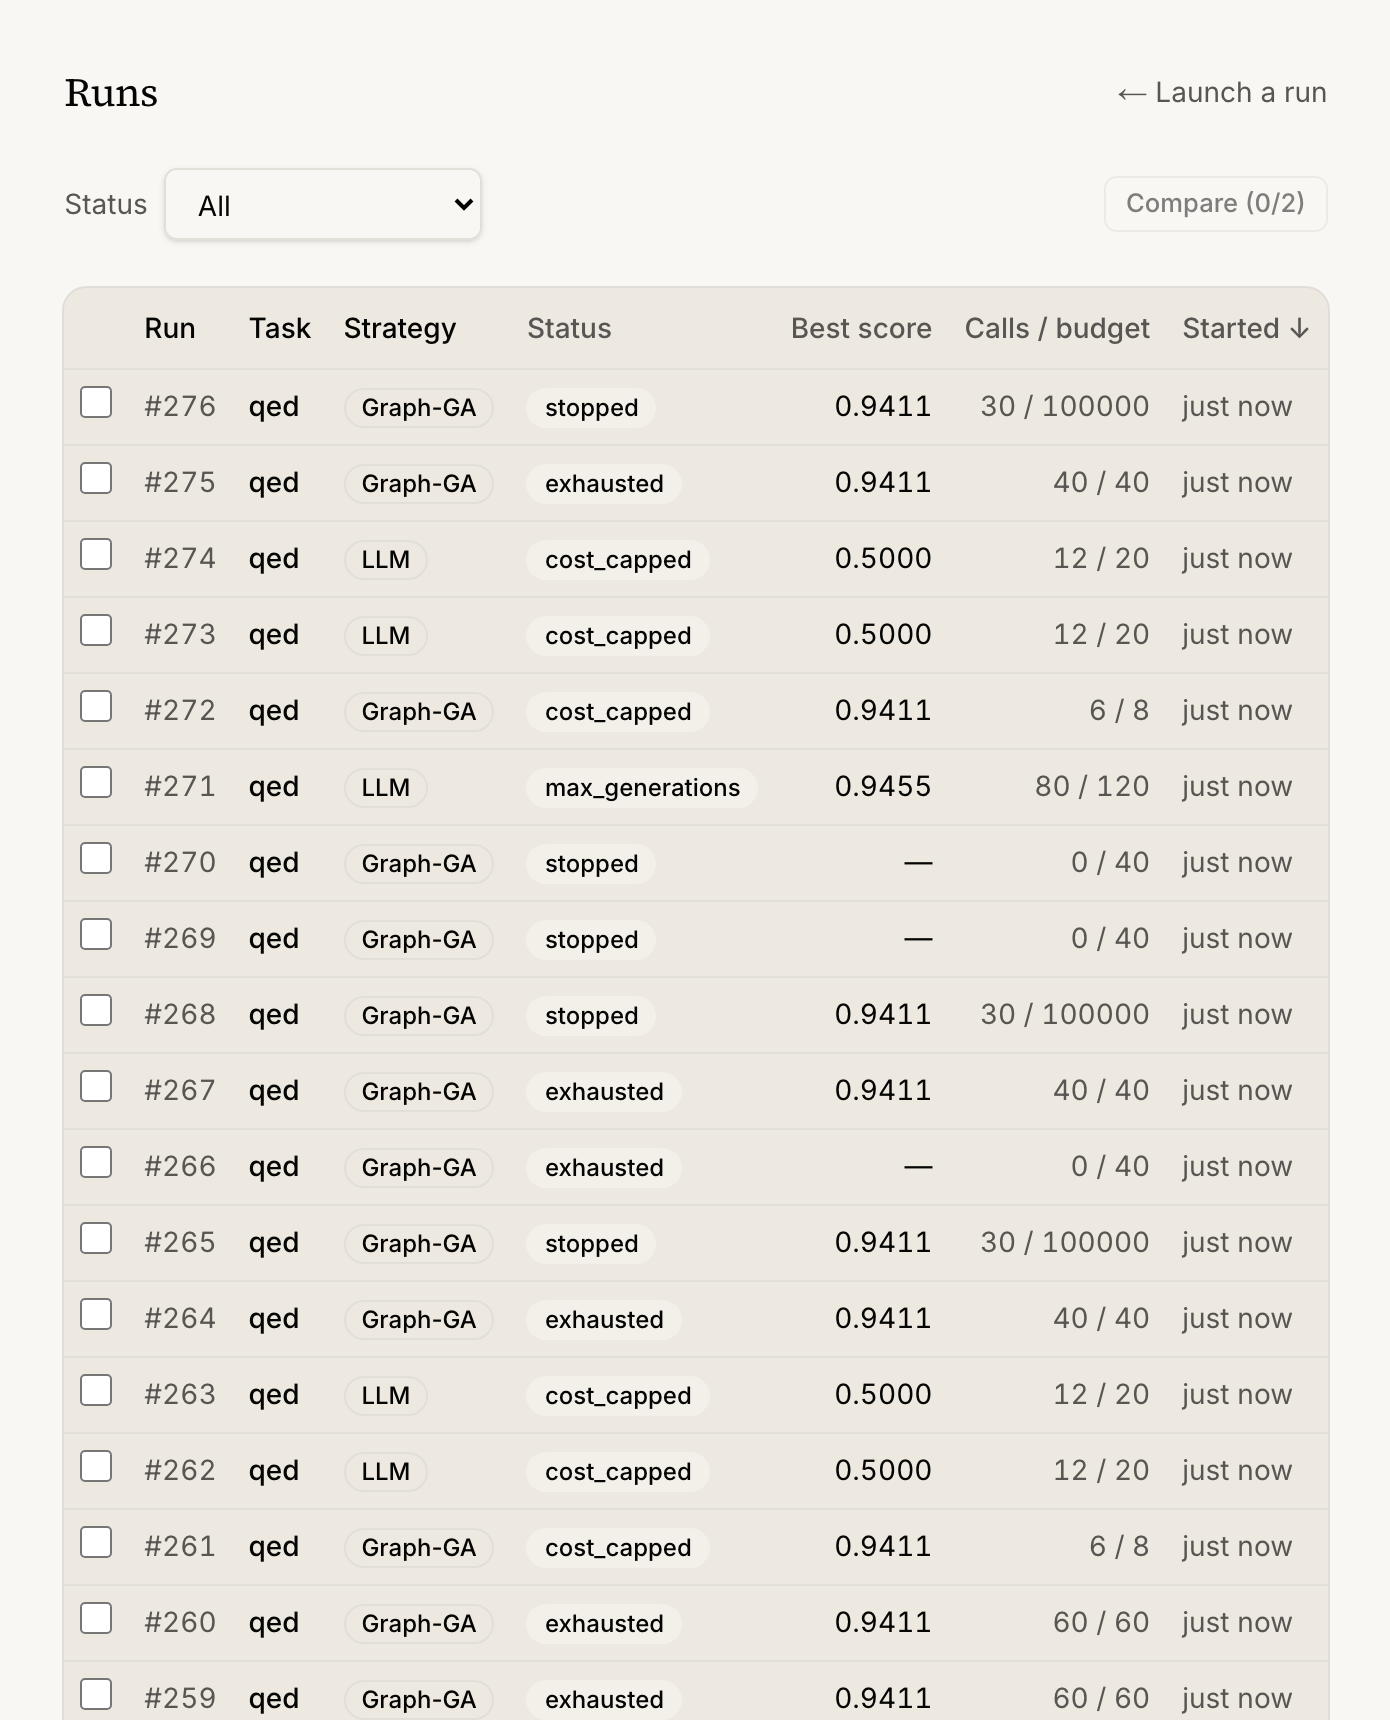 Runs
← Launch a run
Status All Compare (0/2)
Run Task Strategy Status Best score Calls / budget Started ↓
#276 qed Graph-GA stopped 0.9411 30 / 100000 just now
#275 qed Graph-GA exhausted 0.9411 40 / 40 just now
#274 qed LLM cost_capped 0.5000 12 / 20 just now
#273 qed LLM cost_capped 0.5000 12 / 20 just now
#272 qed Graph-GA cost_capped 0.9411 6 / 8 just now
#271 qed LLM max_generations 0.9455 80 / 120 just now
#270 qed Graph-GA stopped — 0 / 40 just now
#269 qed Graph-GA stopped — 0 / 40 just now
#268 qed Graph-GA stopped 0.9411 30 / 100000 just now
#267 qed Graph-GA exhausted 0.9411 40 / 40 just now
#266 qed Graph-GA exhausted — 0 / 40 just now
#265 qed Graph-GA stopped 0.9411 30 / 100000 just now
#264 qed Graph-GA exhausted 0.9411 40 / 40 just now
#263 qed LLM cost_capped 0.5000 12 / 20 just now
#262 qed LLM cost_capped 0.5000 12 / 20 just now
#261 qed Graph-GA cost_capped 0.9411 6 / 8 just now
#260 qed Graph-GA exhausted 0.9411 60 / 60 just now
#259 qed Graph-GA exhausted 0.9411 60 / 60 just now